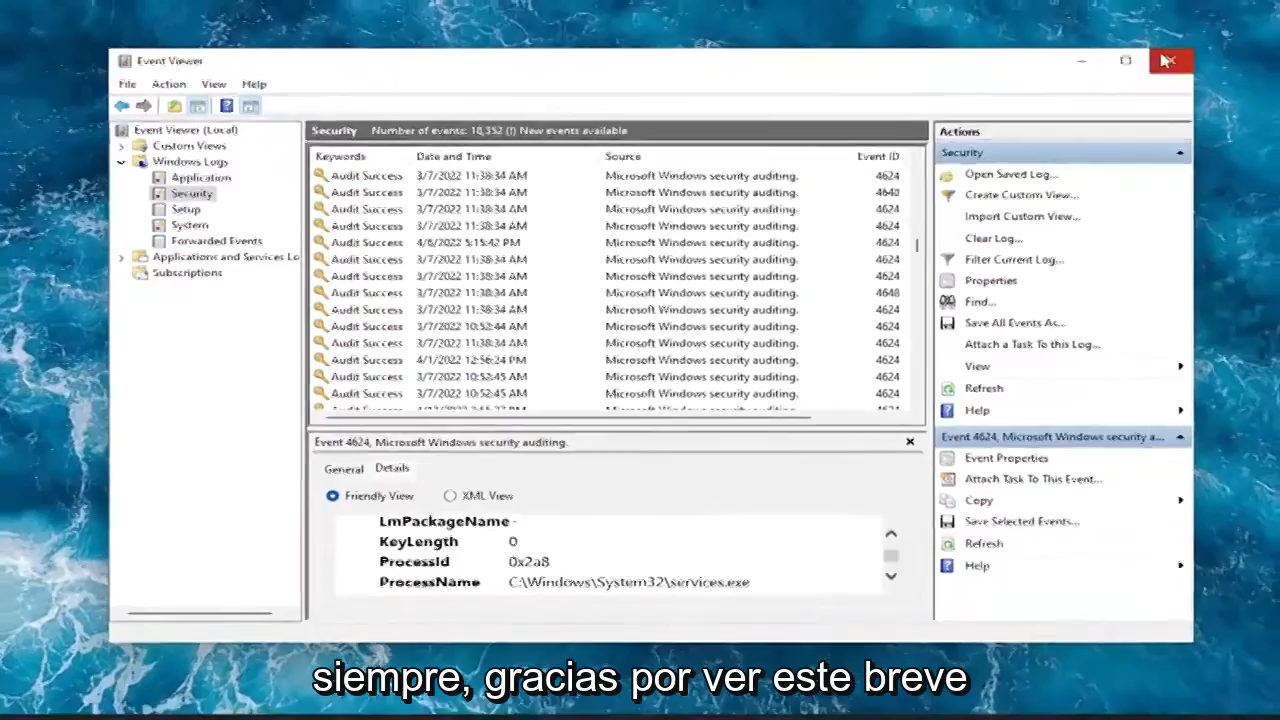 Event Viewer
File Action View Help
Event Viewer (Local)
Custom Views
Windows Logs
Application
Security
Setup
System
Forwarded Events
Applications and Services Lo
Subscriptions
Security Number of events: 18,352 (!) New events available
Keywords Date and Time Source Event ID
Audit Success 3/7/2022 11:38:34 AM Microsoft Windows security auditing. 4624
Audit Success 3/7/2022 11:38:34 AM Microsoft Windows security auditing. 4648
Audit Success 3/7/2022 11:38:34 AM Microsoft Windows security auditing. 4624
Audit Success 3/7/2022 11:38:34 AM Microsoft Windows security auditing. 4624
Audit Success 4/6/2022 5:15:42 PM Microsoft Windows security auditing. 4624
Audit Success 3/7/2022 11:38:34 AM Microsoft Windows security auditing. 4624
Audit Success 3/7/2022 11:38:34 AM Microsoft Windows security auditing. 4624
Audit Success 3/7/2022 11:38:34 AM Microsoft Windows security auditing. 4648
Audit Success 3/7/2022 11:38:34 AM Microsoft Windows security auditing. 4624
Audit Success 3/7/2022 10:52:44 AM Microsoft Windows security auditing. 4624
Audit Success 3/7/2022 11:38:34 AM Microsoft Windows security auditing. 4624
Audit Success 4/1/2022 12:56:24 PM Microsoft Windows security auditing. 4624
Audit Success 3/7/2022 10:52:45 AM Microsoft Windows security auditing. 4624
Audit Success 3/7/2022 10:52:45 AM Microsoft Windows security auditing. 4624
Event 4624, Microsoft Windows security auditing.
General Details
Friendly View XML View
LmPackageName -
KeyLength 0
ProcessId 0x2a8
ProcessName C:\Windows\System32\services.exe
Actions
Security
Open Saved Log...
Create Custom View...
Import Custom View...
Clear Log...
Filter Current Log...
Properties
Find...
Save All Events As...
Attach a Task To this Log...
View
Refresh
Help
Event 4624, Microsoft Windows security a...
Event Properties
Attach Task To This Event...
Copy
Save Selected Events...
Refresh
Help
siempre, gracias por ver este breve